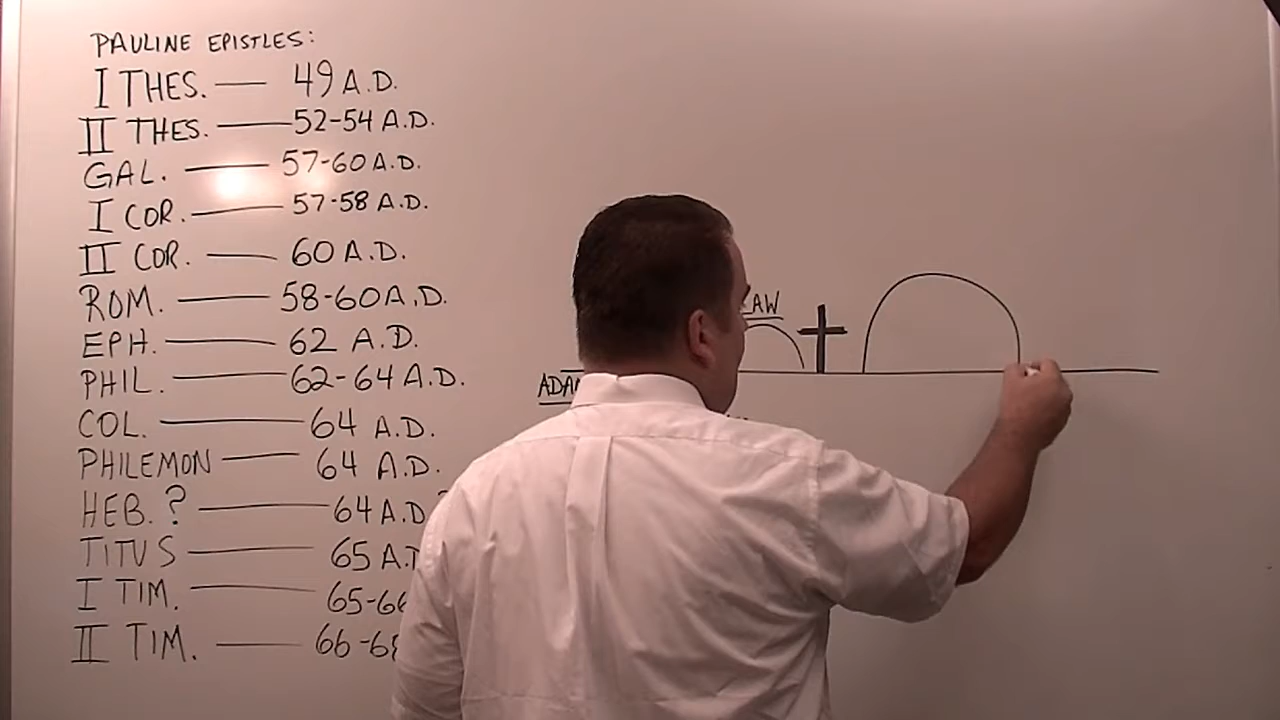 PAULINE EPISTLES:
I THES. — 49 A.D.
II THES. — 52-54 A.D.
GAL. — 57-60 A.D.
I COR. — 57-58 A.D.
II COR. — 60 A.D.
ROM. — 58-60 A.D.
EPH. — 62 A.D.
PHIL. — 62-64 A.D.
COL. — 64 A.D.
PHILEMON — 64 A.D.
HEB. ? — 64 A.D
TITUS — 65 A.D
I TIM. — 65-66
II TIM. — 66-68